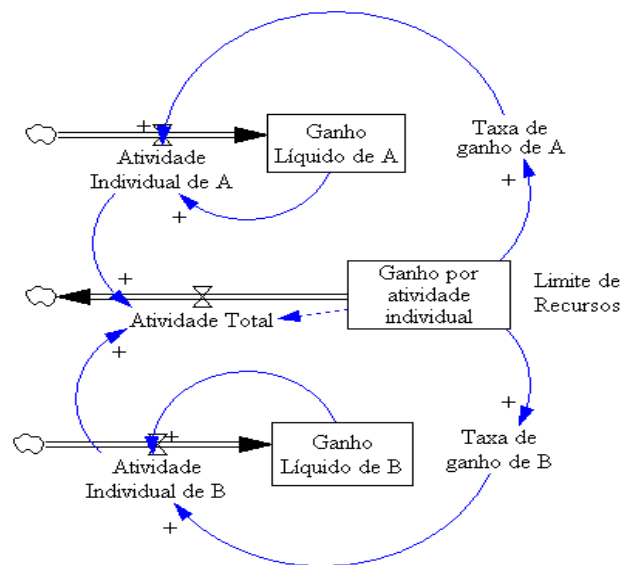 +
Ganho
Líquido de A
Taxa de
ganho de A
+
Atividade
Individual de A
+
+
Ganho por
atividade
individual
Limite de
Recursos
Atividade Total
+
+
+
Ganho
Líquido de B
Taxa de
ganho de B
Atividade
Individual de B
+